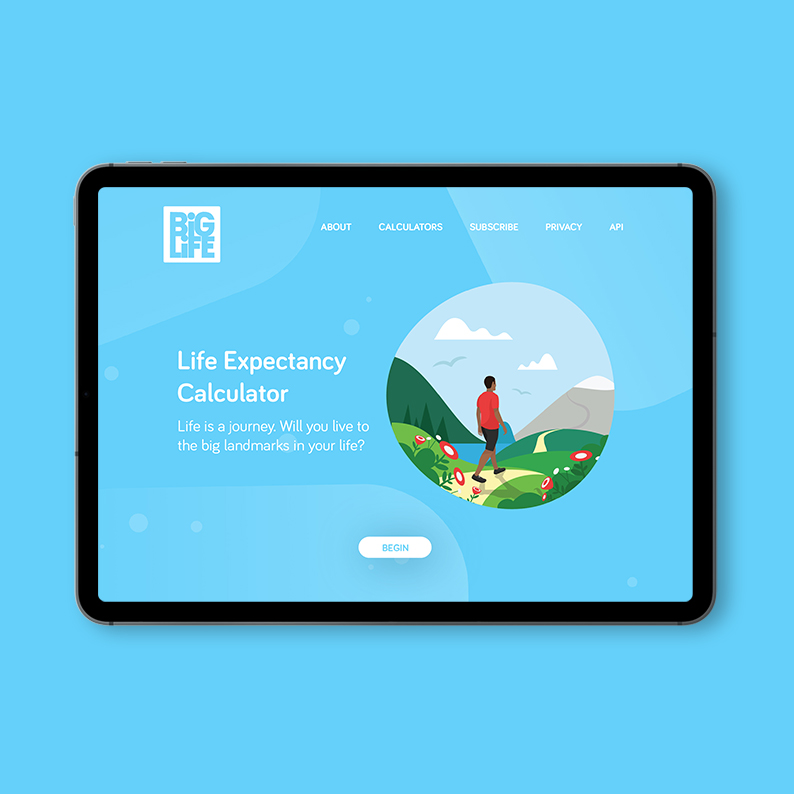 BiG
LiFE
ABOUT CALCULATORS SUBSCRIBE PRIVACY API
Life Expectancy
Calculator
Life is a journey. Will you live to
the big landmarks in your life?
BEGIN